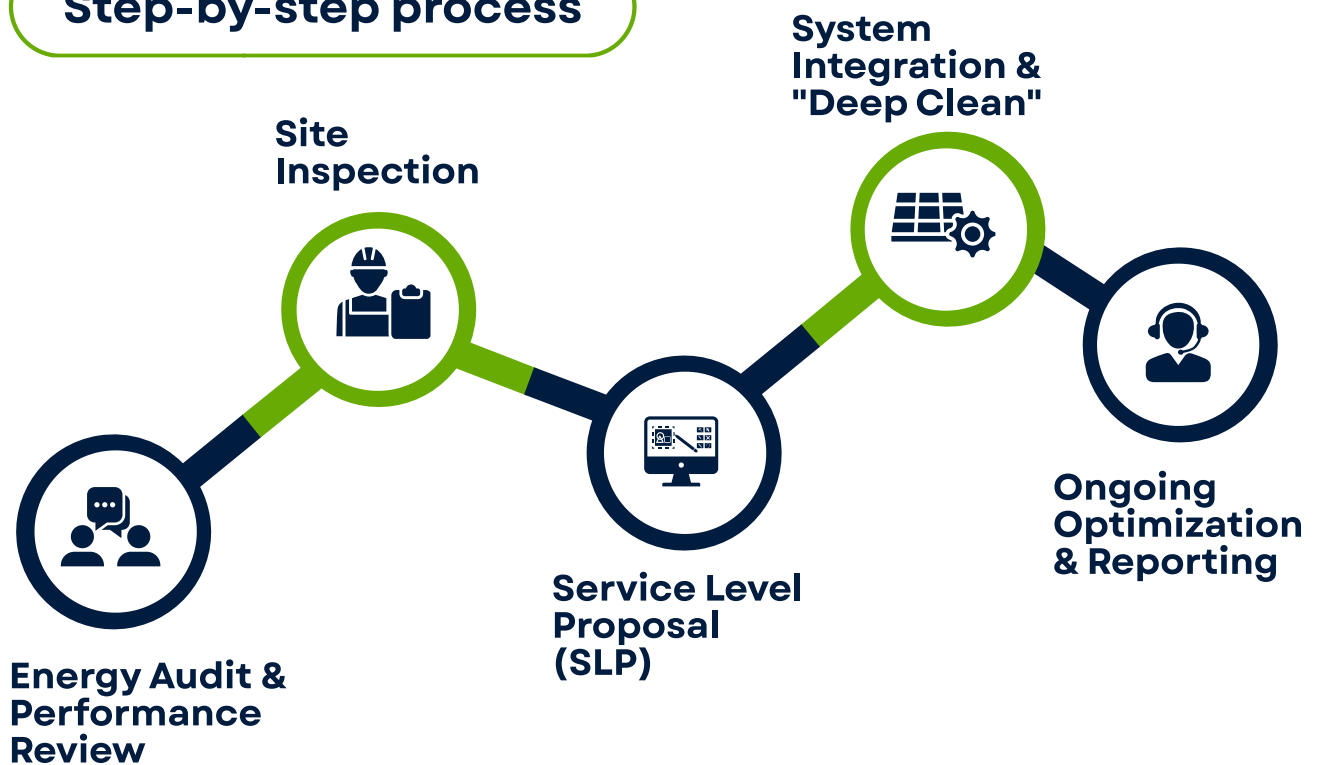 Step-by-step process
System
Integration &
"Deep Clean"
Site
Inspection
Ongoing
Optimization
& Reporting
Service Level
Proposal
(SLP)
Energy Audit &
Performance
Review